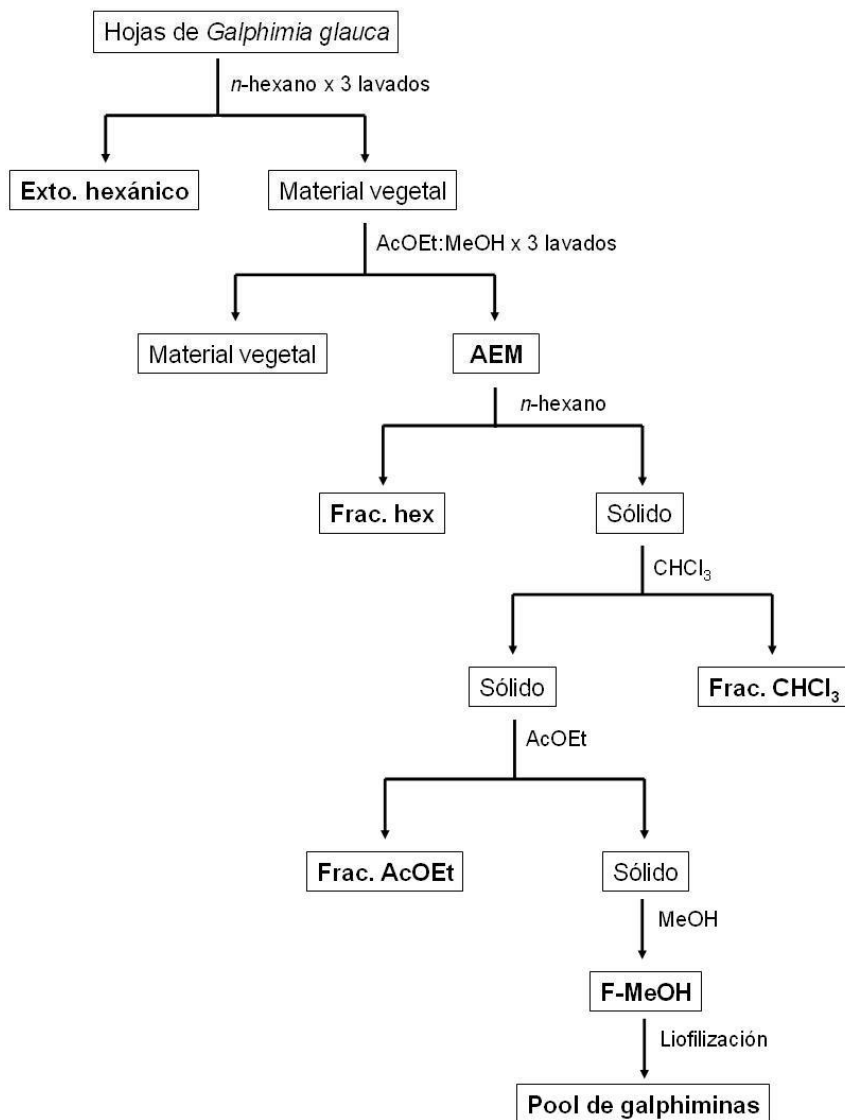 Hojas de Galphimia glauca
n-hexano x 3 lavados
Exto. hexánico
Material vegetal
AcOEt:MeOH x 3 lavados
Material vegetal
AEM
n-hexano
Frac. hex
Sólido
CHCl₃
Sólido
Frac. CHCl₃
AcOEt
Frac. AcOEt
Sólido
MeOH
F-MeOH
Liofilización
Pool de galphiminas